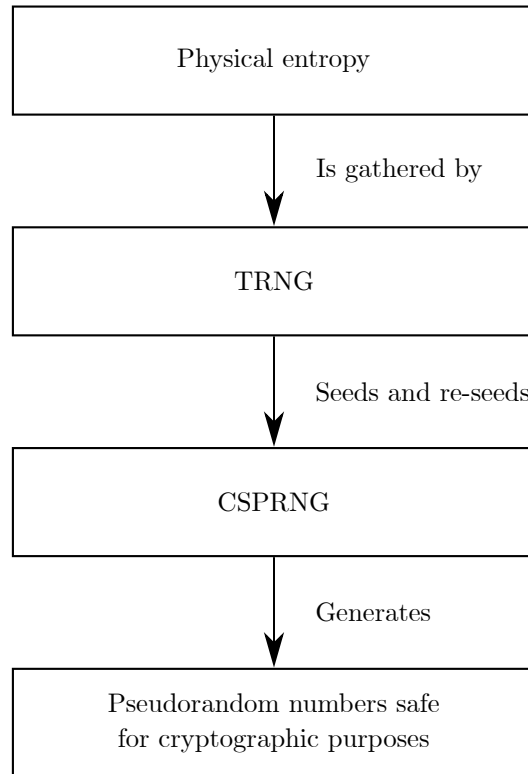 Physical entropy
Is gathered by
TRNG
Seeds and re-seeds
CSPRNG
Generates
Pseudorandom numbers safe
for cryptographic purposes